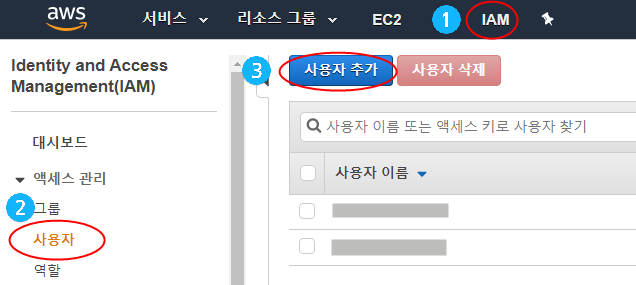 aws 서비스 리소스 그룹 EC2 1 IAM
Identity and Access
Management(IAM)
대시보드
액세스 관리
2 그룹
사용자
역할
3 사용자 추가 사용자 삭제
사용자 이름 또는 액세스 키로 사용자 찾기
사용자 이름